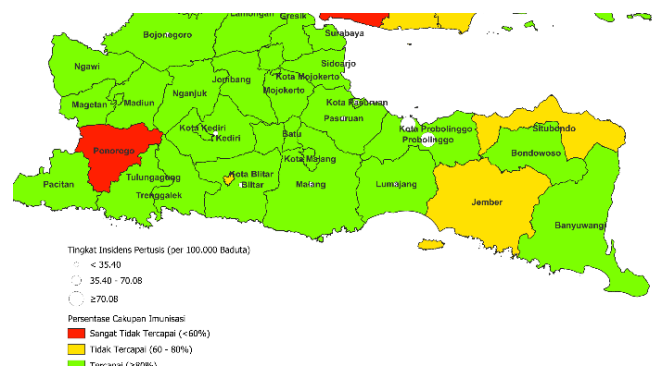 Lamongan
Gresik
Bojonegoro
Surabaya
Ngawi
Sidoarjo
Jombang
Kota Mojokerto
Nganjuk
Mojokerto
Magetan
Madiun
Kota Pasuruan
Pasuruan
Kota Kediri
Kediri
Batu
Kota Probolinggo
Probolinggo
Situbondo
Ponorogo
Bondowoso
Kota Malang
Tulungagung
Kota Blitar
Blitar
Pacitan
Malang
Lumajang
Trenggalek
Jember
Banyuwangi
Tingkat Insidens Pertusis (per 100.000 Baduta)
< 35.40
35.40 - 70.08
≥70.08
Persentase Cakupan Imunisasi
Sangat Tidak Tercapai (<60%)
Tidak Tercapai (60 - 80%)
Tercapai (≥80%)